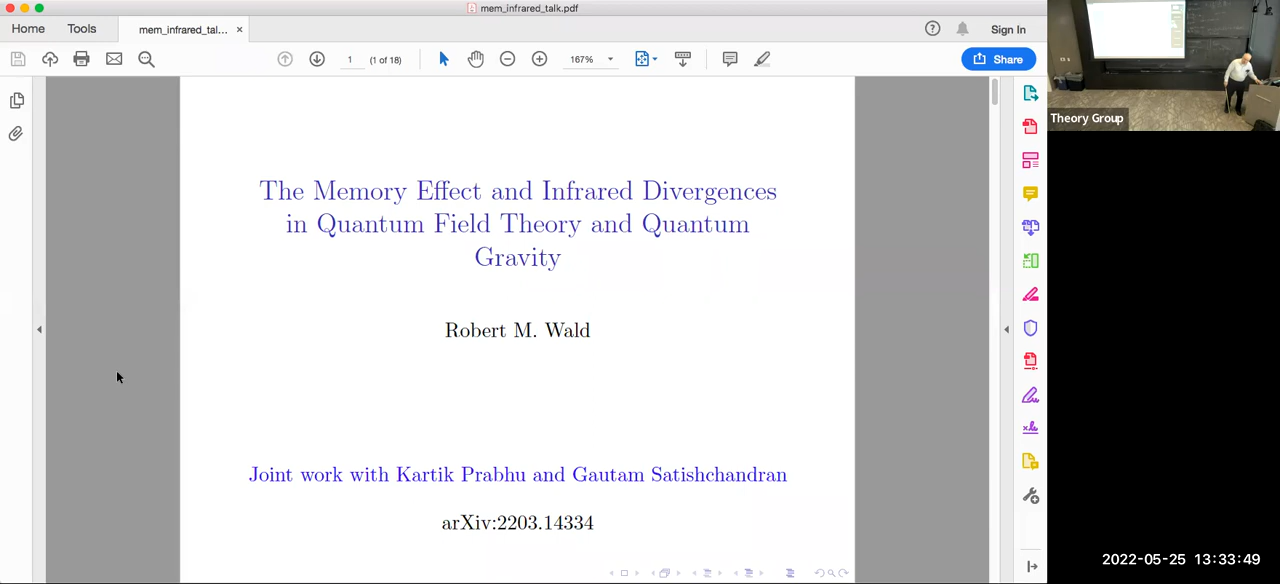 mem_infrared_talk.pdf
Home Tools mem_infrared_tal... × Sign In
1 (1 of 18) 167% Share
The Memory Effect and Infrared Divergences
in Quantum Field Theory and Quantum
Gravity
Robert M. Wald
Joint work with Kartik Prabhu and Gautam Satishchandran
arXiv:2203.14334
Theory Group
2022-05-25 13:33:49